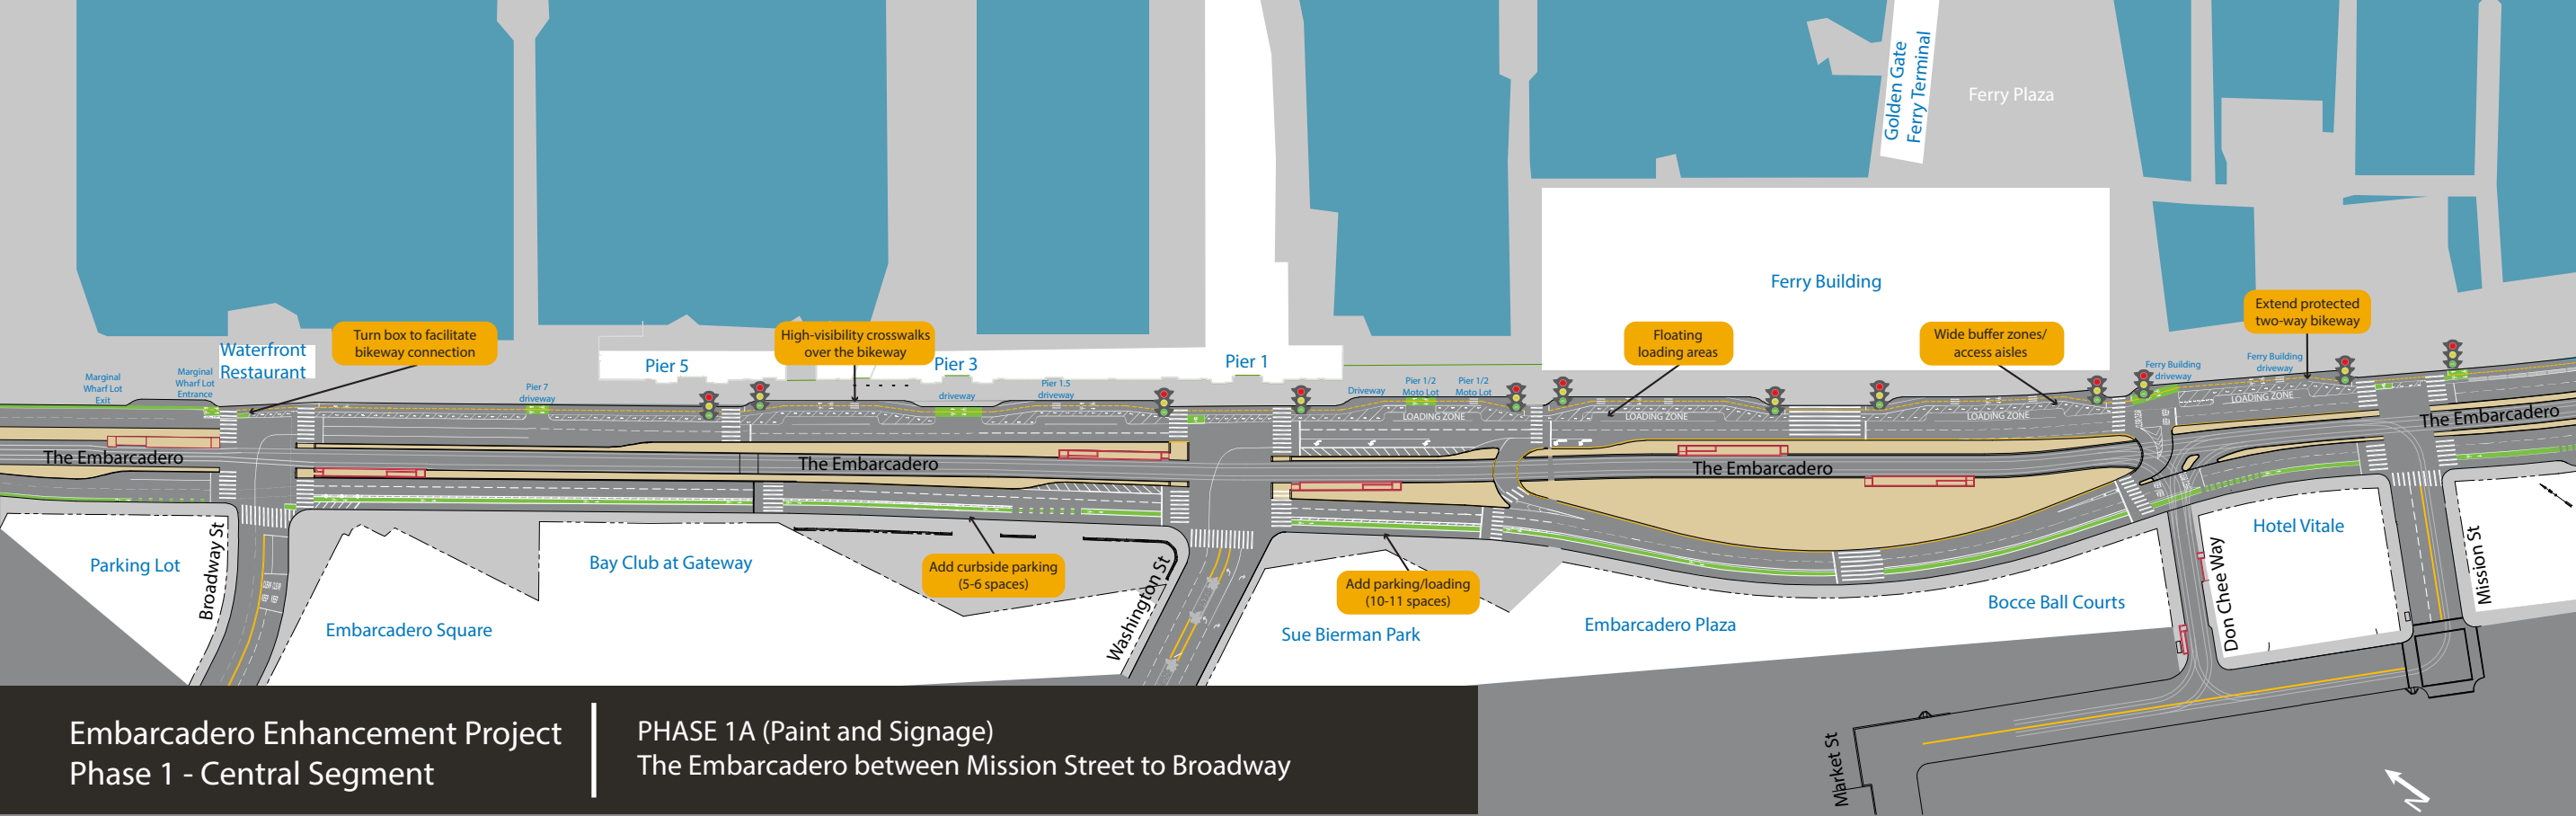 Golden Gate
Ferry Terminal
Ferry Plaza
Ferry Building
Extend protected
two-way bikeway
Turn box to facilitate
bikeway connection
High-visibility crosswalks
over the bikeway
Floating
loading areas
Wide buffer zones/
access aisles
Waterfront
Restaurant
Pier 5
Pier 3
Pier 1
Marginal
Wharf Lot
Exit
Marginal
Wharf Lot
Entrance
Pier 7
driveway
driveway
Pier 1.5
driveway
Driveway
Pier 1/2
Moto Lot
Pier 1/2
Moto Lot
Ferry Building
driveway
Ferry Building
driveway
LOADING ZONE
LOADING ZONE
LOADING ZONE
LOADING ZONE
The Embarcadero
The Embarcadero
The Embarcadero
The Embarcadero
Parking Lot
Broadway St
Embarcadero Square
Bay Club at Gateway
Add curbside parking
(5-6 spaces)
Washington St
Add parking/loading
(10-11 spaces)
Sue Bierman Park
Embarcadero Plaza
Bocce Ball Courts
Don Chee Way
Hotel Vitale
Mission St
Market St
N
Embarcadero Enhancement Project
Phase 1 - Central Segment
PHASE 1A (Paint and Signage)
The Embarcadero between Mission Street to Broadway